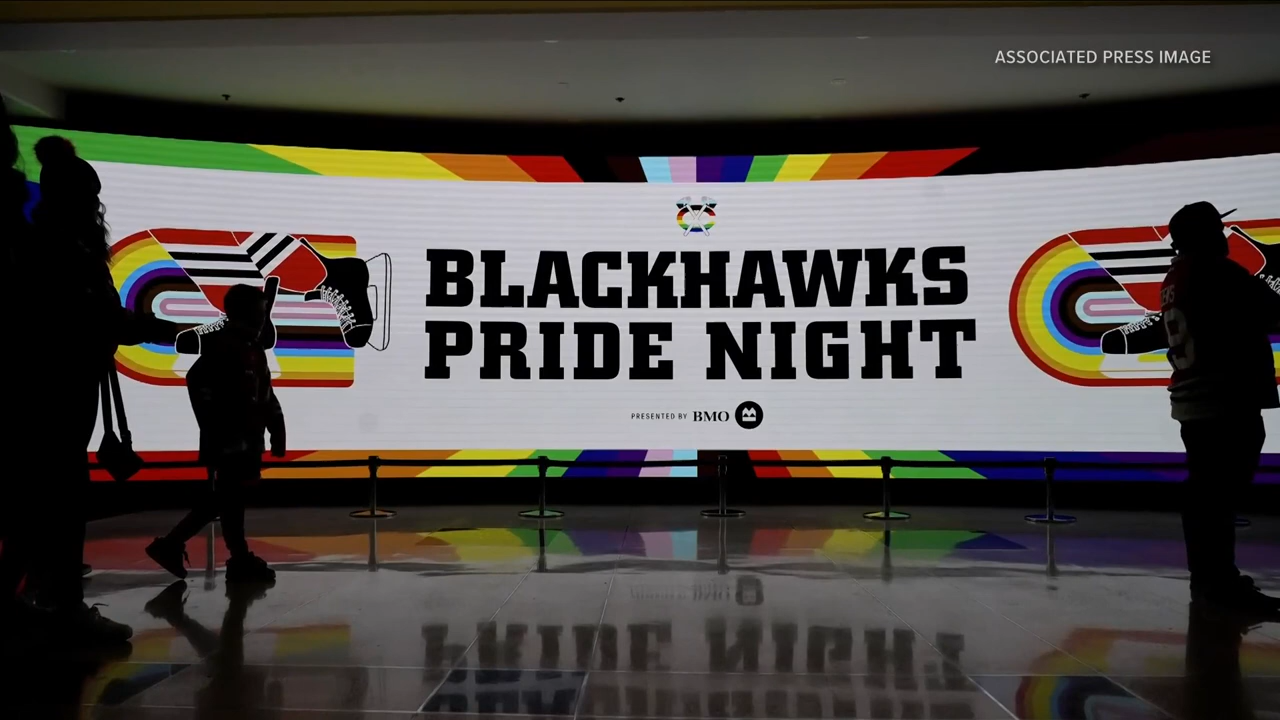 ASSOCIATED PRESS IMAGE
BLACKHAWKS
PRIDE NIGHT
PRESENTED BY BMO